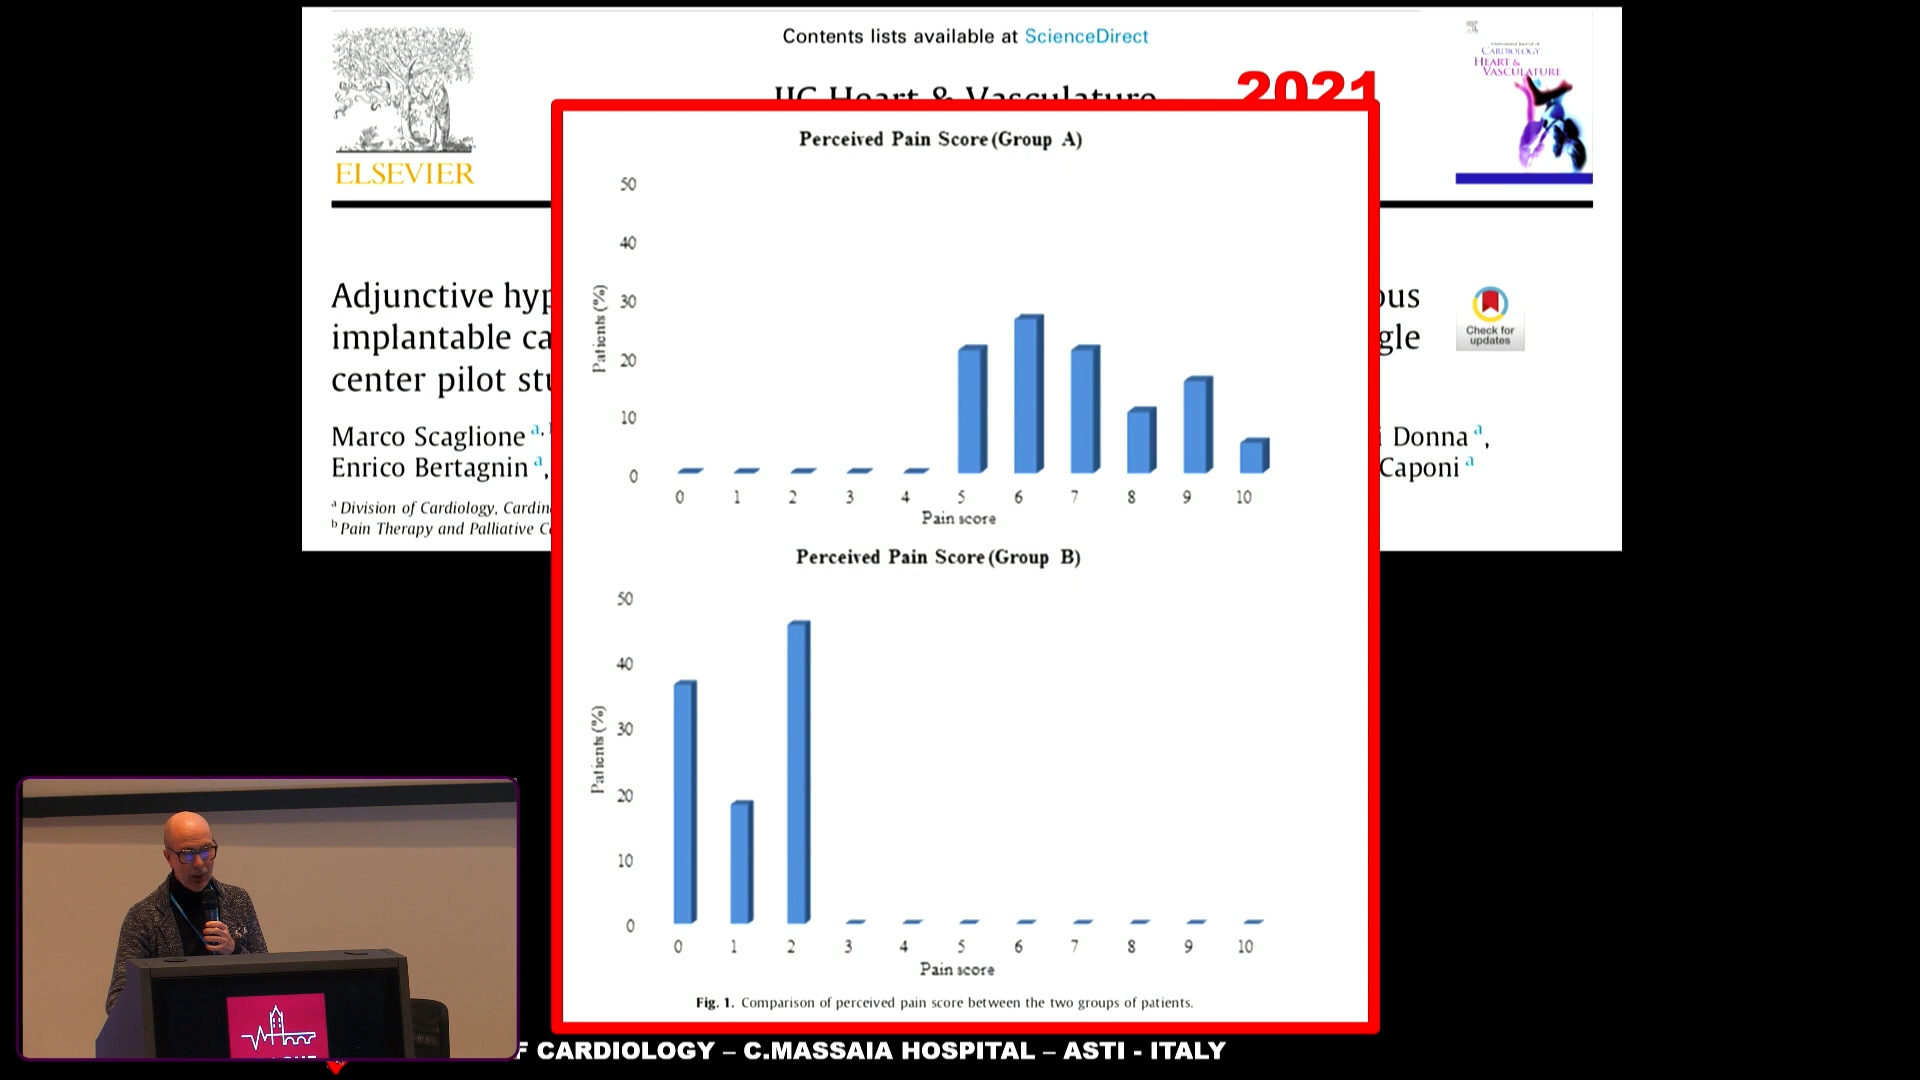 Contents lists available at ScienceDirect
IJC Heart & Vasculature
2021
ELSEVIER
CARDIOLOGY
HEART &
VASCULATURE
Adjunctive hyp
ous
implantable ca
gle
center pilot stu
Check for
updates
Marco Scaglione a,
i Donna a,
Enrico Bertagnin a,
Caponi a
a Division of Cardiology, Cardin
b Pain Therapy and Palliative C
Perceived Pain Score (Group A)
50
40
30
20
10
0
Patients (%)
0 1 2 3 4 5 6 7 8 9 10
Pain score
Perceived Pain Score (Group B)
50
40
30
20
10
0
Patients (%)
0 1 2 3 4 5 6 7 8 9 10
Pain score
Fig. 1. Comparison of perceived pain score between the two groups of patients.
F CARDIOLOGY – C.MASSAIA HOSPITAL – ASTI - ITALY